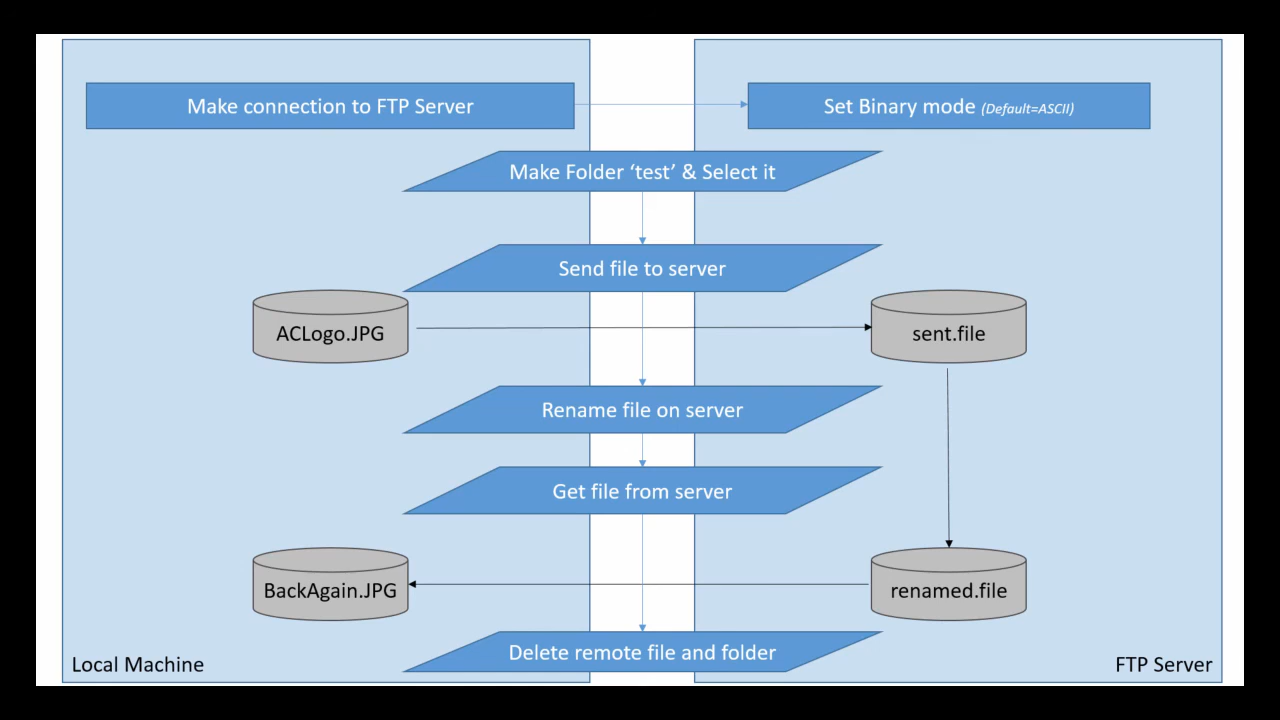 Make connection to FTP Server
Set Binary mode (Default=ASCII)
Make Folder ‘test’ & Select it
Send file to server
ACLogo.JPG
sent.file
Rename file on server
Get file from server
BackAgain.JPG
renamed.file
Delete remote file and folder
Local Machine
FTP Server